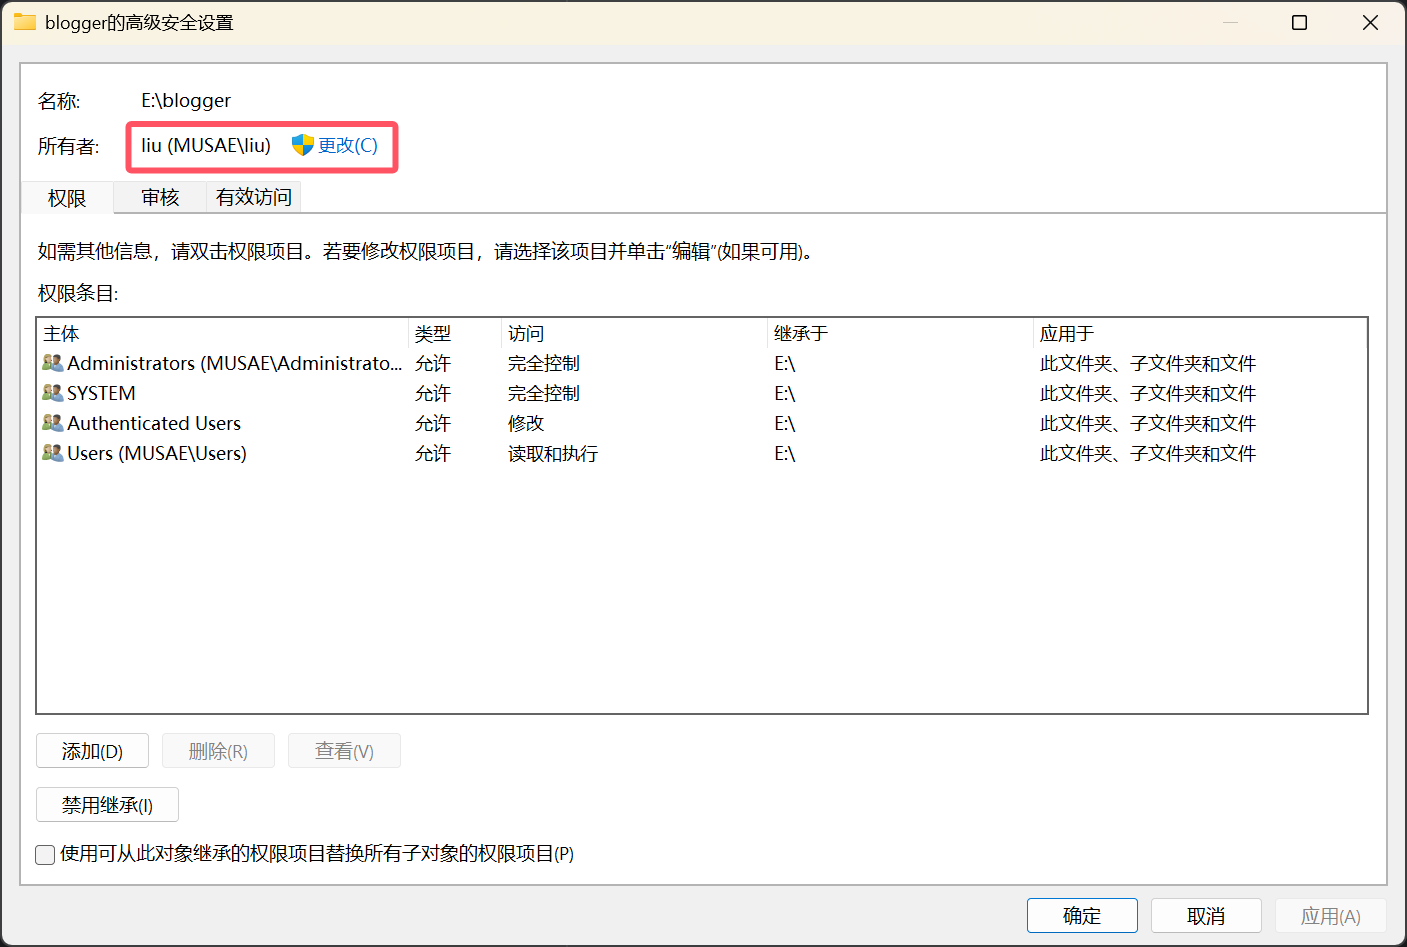 blogger的高级安全设置
名称: E:\blogger
所有者: liu (MUSAE\liu) 更改(C)
权限 审核 有效访问
如需其他信息，请双击权限项目。若要修改权限项目，请选择该项目并单击“编辑”(如果可用)。
权限条目:
主体 类型 访问 继承于 应用于
Administrators (MUSAE\Administrato... 允许 完全控制 E:\ 此文件夹、子文件夹和文件
SYSTEM 允许 完全控制 E:\ 此文件夹、子文件夹和文件
Authenticated Users 允许 修改 E:\ 此文件夹、子文件夹和文件
Users (MUSAE\Users) 允许 读取和执行 E:\ 此文件夹、子文件夹和文件
添加(D) 删除(R) 查看(V)
禁用继承(I)
使用可从此对象继承的权限项目替换所有子对象的权限项目(P)
确定 取消 应用(A)